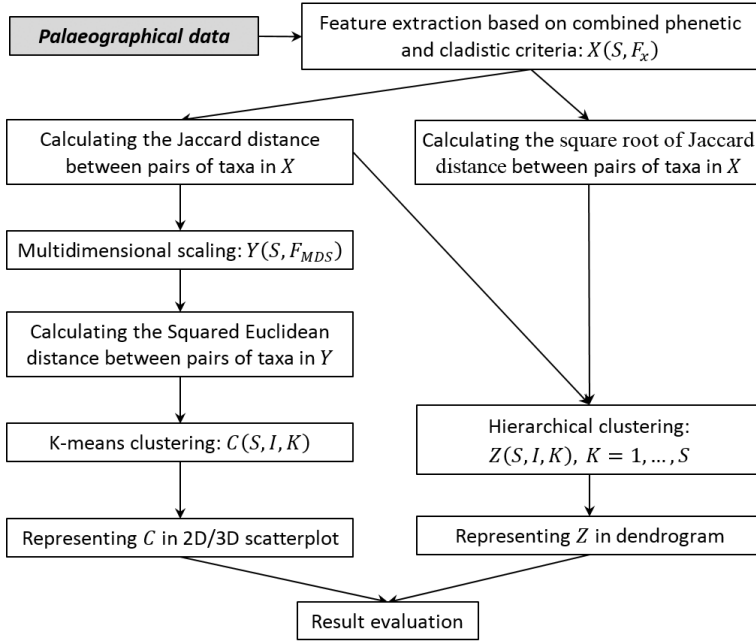 Palaeographical data
Feature extraction based on combined phenetic
and cladistic criteria: X(S, Fₓ)
Calculating the Jaccard distance
between pairs of taxa in X
Calculating the square root of Jaccard
distance between pairs of taxa in X
Multidimensional scaling: Y(S, F_{MDS})
Calculating the Squared Euclidean
distance between pairs of taxa in Y
K-means clustering: C(S, I, K)
Hierarchical clustering:
Z(S, I, K), K = 1, … , S
Representing C in 2D/3D scatterplot
Representing Z in dendrogram
Result evaluation